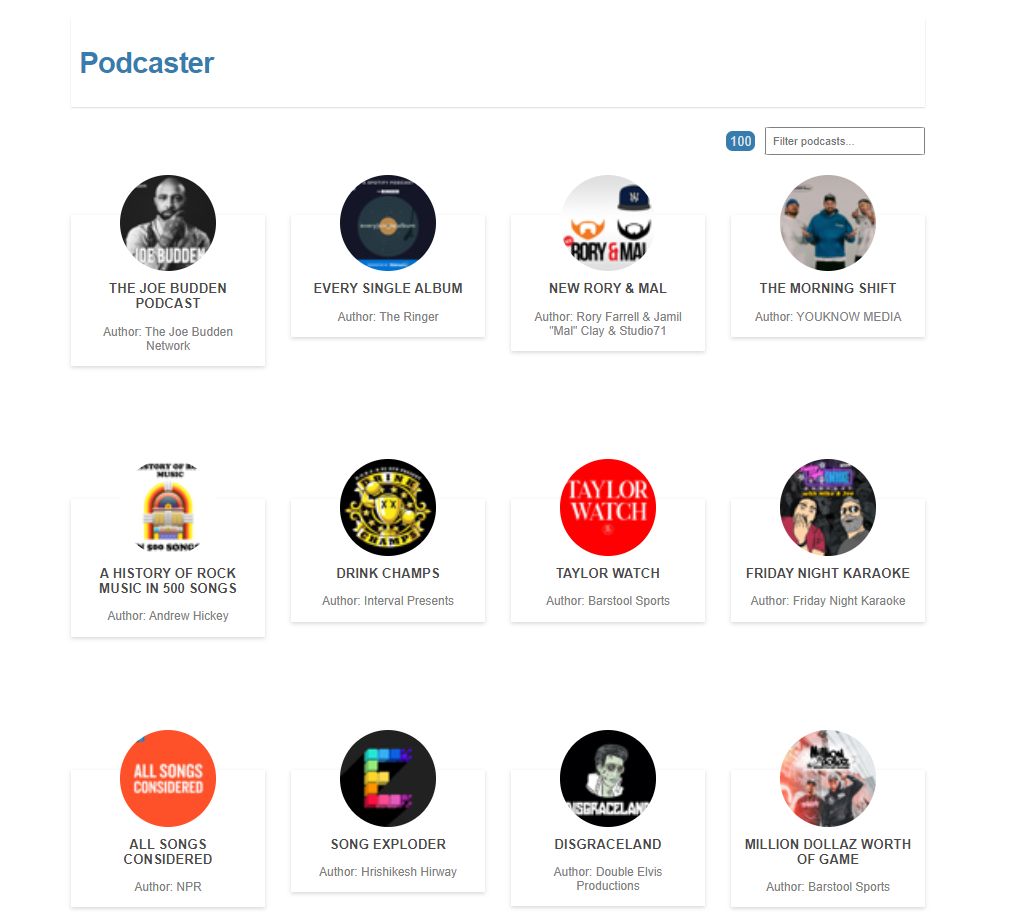 Podcaster
100
Filter podcasts...
JOE BUDDEN
THE JOE BUDDEN
PODCAST
Author: The Joe Budden
Network
EVERY SINGLE ALBUM
Author: The Ringer
RORY & MAL
NEW RORY & MAL
Author: Rory Farrell & Jamil
"Mal" Clay & Studio71
THE MORNING SHIFT
Author: YOUKNOW MEDIA
MUSIC
500 SONGS
A HISTORY OF ROCK
MUSIC IN 500 SONGS
Author: Andrew Hickey
DRINK
CHAMPS
DRINK CHAMPS
Author: Interval Presents
TAYLOR
WATCH
TAYLOR WATCH
Author: Barstool Sports
FRIDAY NIGHT KARAOKE
Author: Friday Night Karaoke
ALL SONGS
CONSIDERED
ALL SONGS
CONSIDERED
Author: NPR
E
SONG EXPLODER
Author: Hrishikesh Hirway
DISGRACELAND
DISGRACELAND
Author: Double Elvis
Productions
MILLION DOLLAZ WORTH
OF GAME
Author: Barstool Sports